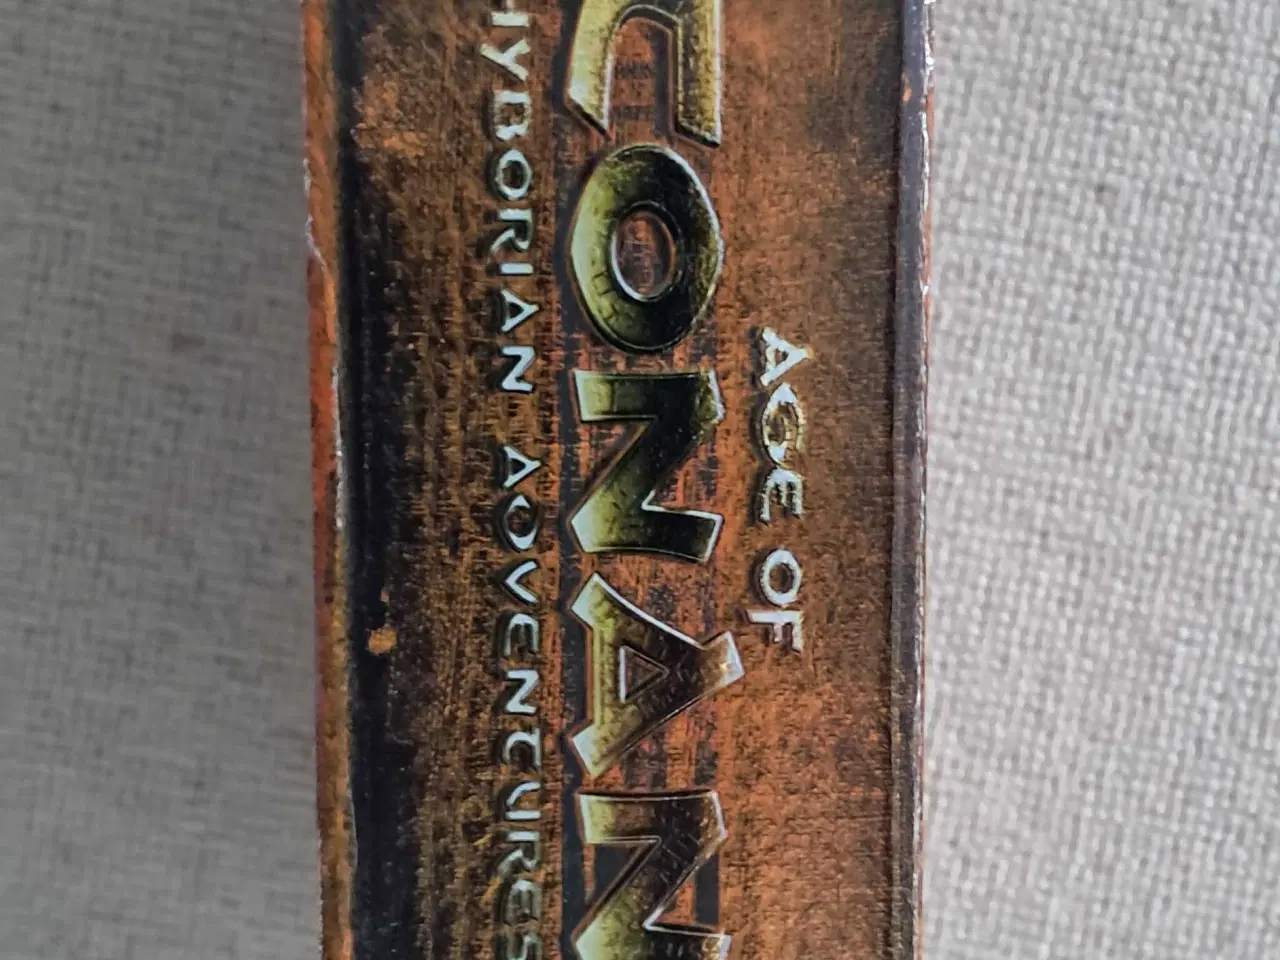 AGE OF
CONAN
HYBORIAN ADVENTURES